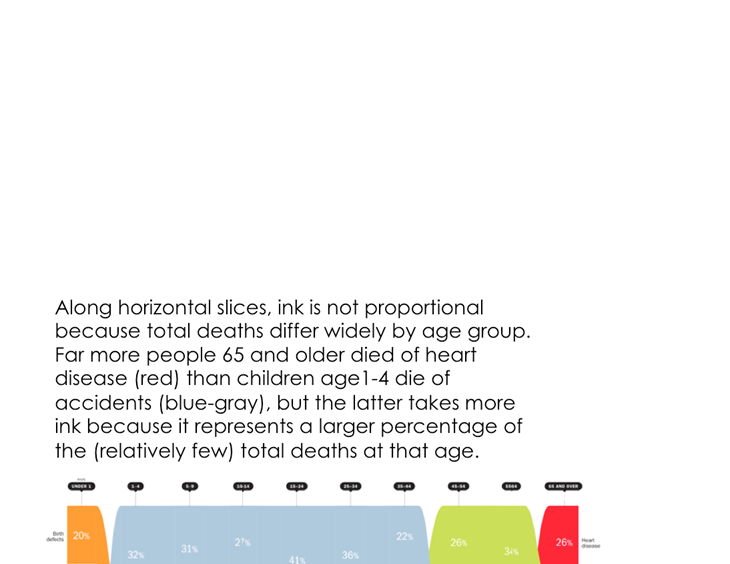 Along horizontal slices, ink is not proportional
because total deaths differ widely by age group.
Far more people 65 and older died of heart
disease (red) than children age1-4 die of
accidents (blue-gray), but the latter takes more
ink because it represents a larger percentage of
the (relatively few) total deaths at that age.
UNDER 1 1-4 5-9 10-14 15-24 25-34 35-44 45-54 5564 65 AND OVER
Birth
defects
20% 32% 31% 27% 41% 36% 22% 26% 34% 26%
Heart
disease